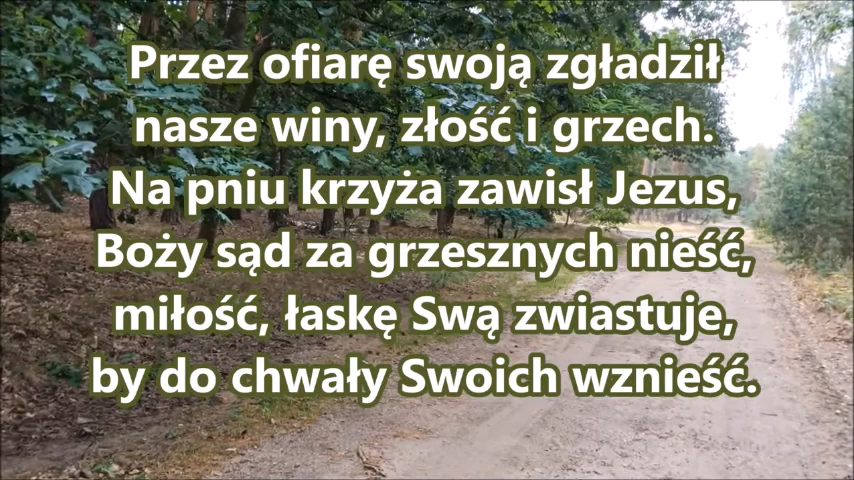 Przez ofiarę swoją zgładził
nasze winy, złość i grzech.
Na pniu krzyża zawisł Jezus,
Boży sąd za grzesznych nieść,
miłość, łaskę Swą zwiastuje,
by do chwały Swoich wznieść.